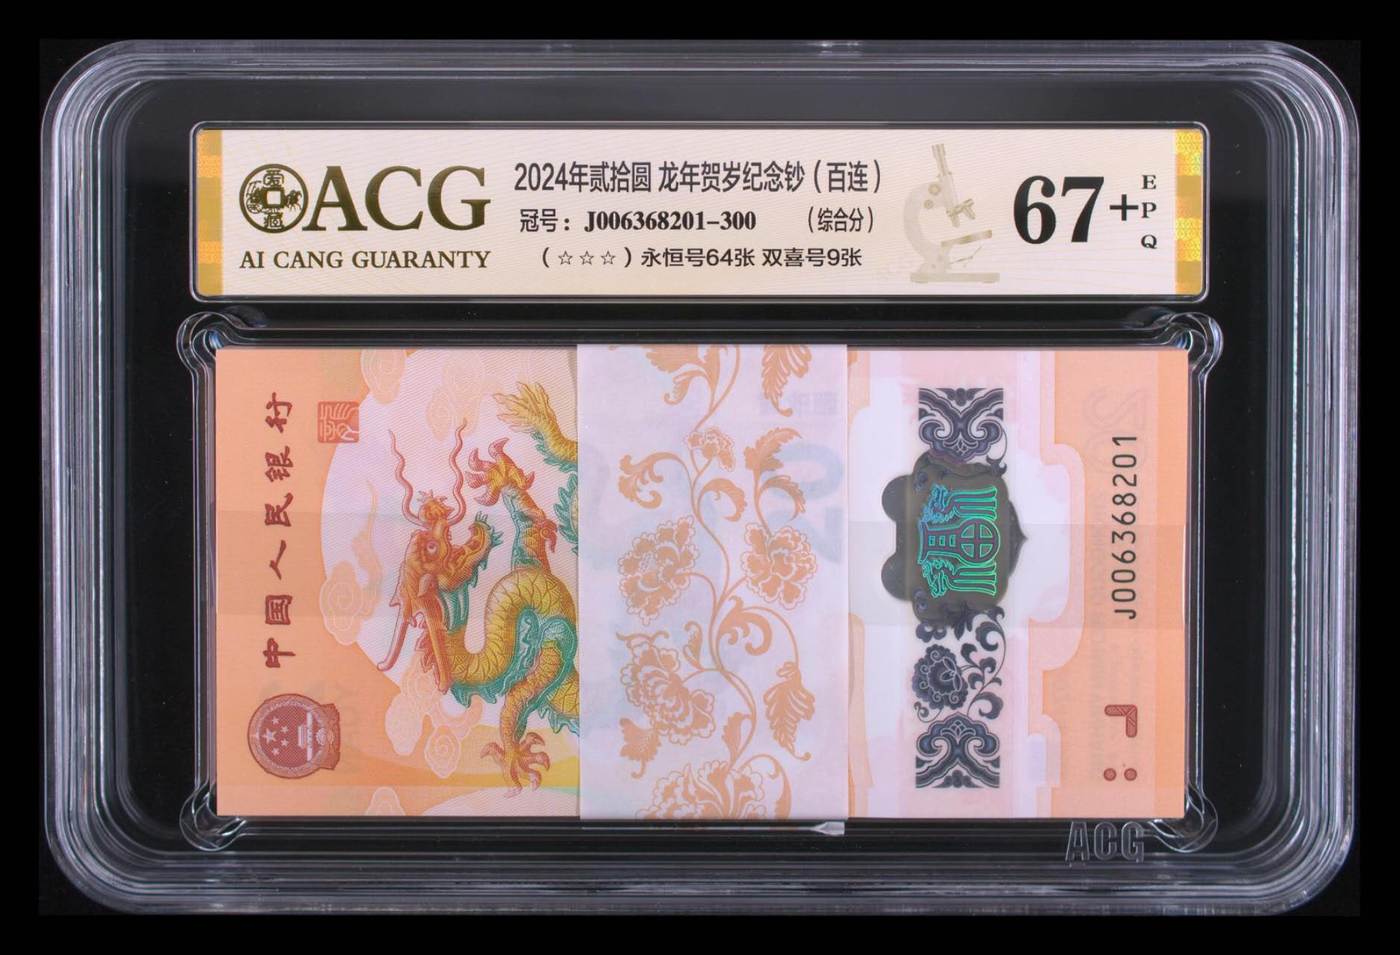 ACG
AI CANG GUARANTY
2024年贰拾圆 龙年贺岁纪念钞（百连）
冠号：J006368201-300 （综合分）
（☆☆☆）永恒号64张 双喜号9张
67+
EPQ
中国人民银行
J006368201
20
ACG